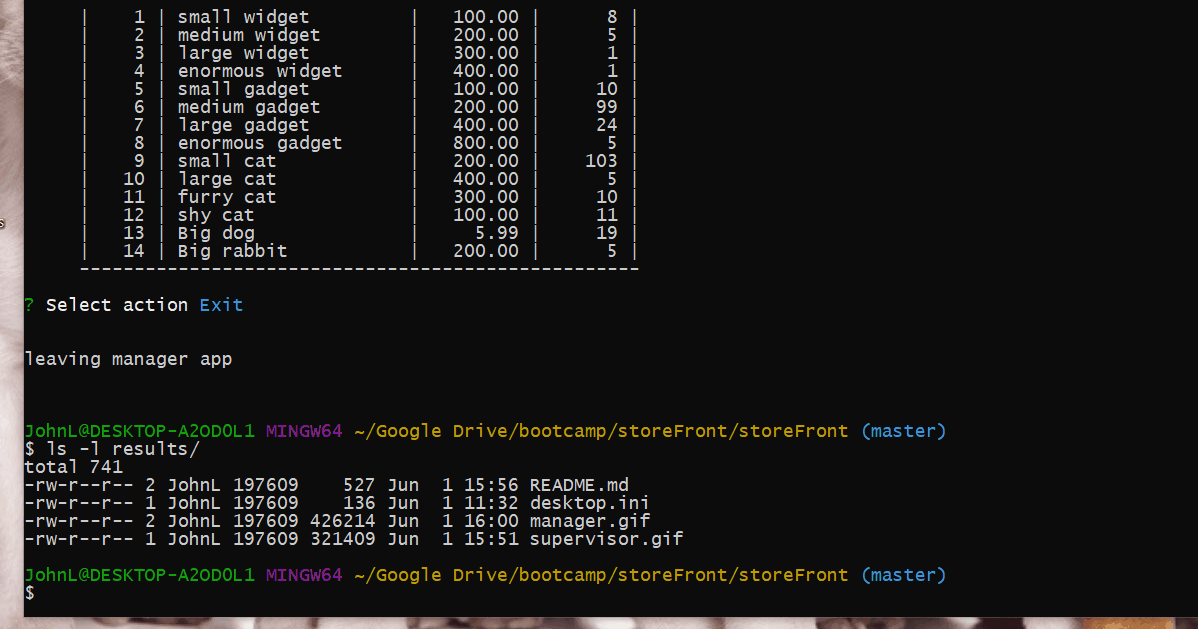 | 1 | small widget | 100.00 | 8 |
| 2 | medium widget | 200.00 | 5 |
| 3 | large widget | 300.00 | 1 |
| 4 | enormous widget | 400.00 | 1 |
| 5 | small gadget | 100.00 | 10 |
| 6 | medium gadget | 200.00 | 99 |
| 7 | large gadget | 400.00 | 24 |
| 8 | enormous gadget | 800.00 | 5 |
| 9 | small cat | 200.00 | 103 |
| 10 | large cat | 400.00 | 5 |
| 11 | furry cat | 300.00 | 10 |
| 12 | shy cat | 100.00 | 11 |
| 13 | Big dog | 5.99 | 19 |
| 14 | Big rabbit | 200.00 | 5 |
---------------------------------------------------
? Select action Exit
leaving manager app
JohnL@DESKTOP-A2OD0L1 MINGW64 ~/Google Drive/bootcamp/storeFront/storeFront (master)
$ ls -l results/
total 741
-rw-r--r-- 2 JohnL 197609 527 Jun 1 15:56 README.md
-rw-r--r-- 1 JohnL 197609 136 Jun 1 11:32 desktop.ini
-rw-r--r-- 2 JohnL 197609 426214 Jun 1 16:00 manager.gif
-rw-r--r-- 1 JohnL 197609 321409 Jun 1 15:51 supervisor.gif
JohnL@DESKTOP-A2OD0L1 MINGW64 ~/Google Drive/bootcamp/storeFront/storeFront (master)
$